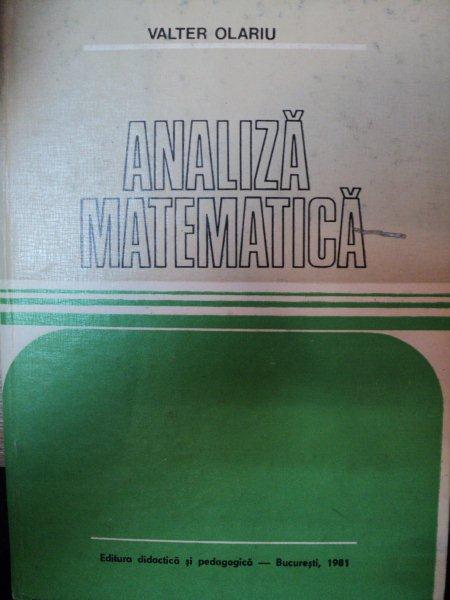 VALTER OLARIU
ANALIZĂ
MATEMATICĂ
Editura didactică și pedagogică — București, 1981